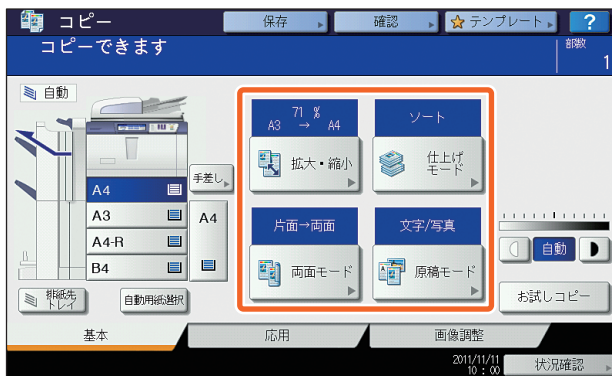 コピー
保存
確認
テンプレート
?
コピーできます
部数
1
自動
71 %
A3 → A4
ソート
拡大・縮小
仕上げ
モード
手差し
A4
A3
A4-R
B4
A4
片面→両面
文字/写真
両面モード
原稿モード
自動
排紙先
トレイ
自動用紙選択
お試しコピー
基本
応用
画像調整
2011/11/11
10 : 00
状況確認